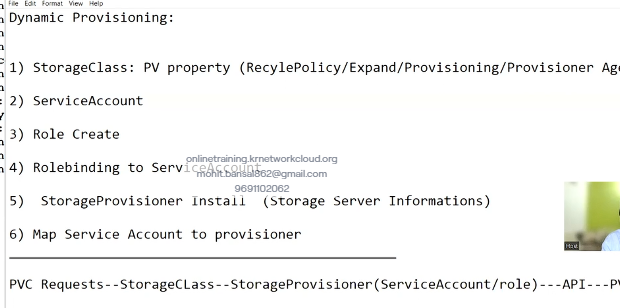 File Edit Format View Help
Dynamic Provisioning:
1) StorageClass: PV property (RecylePolicy/Expand/Provisioning/Provisioner Age
2) ServiceAccount
3) Role Create
onlinetraining.krnetworkcloud.org
4) Rolebinding to ServiceAccount
mohit.bansal862@gmail.com
9691102062
5) StorageProvisioner Install (Storage Server Informations)
6) Map Service Account to provisioner
Host
PVC Requests--StorageCLass--StorageProvisioner(ServiceAccount/role)---API---PV